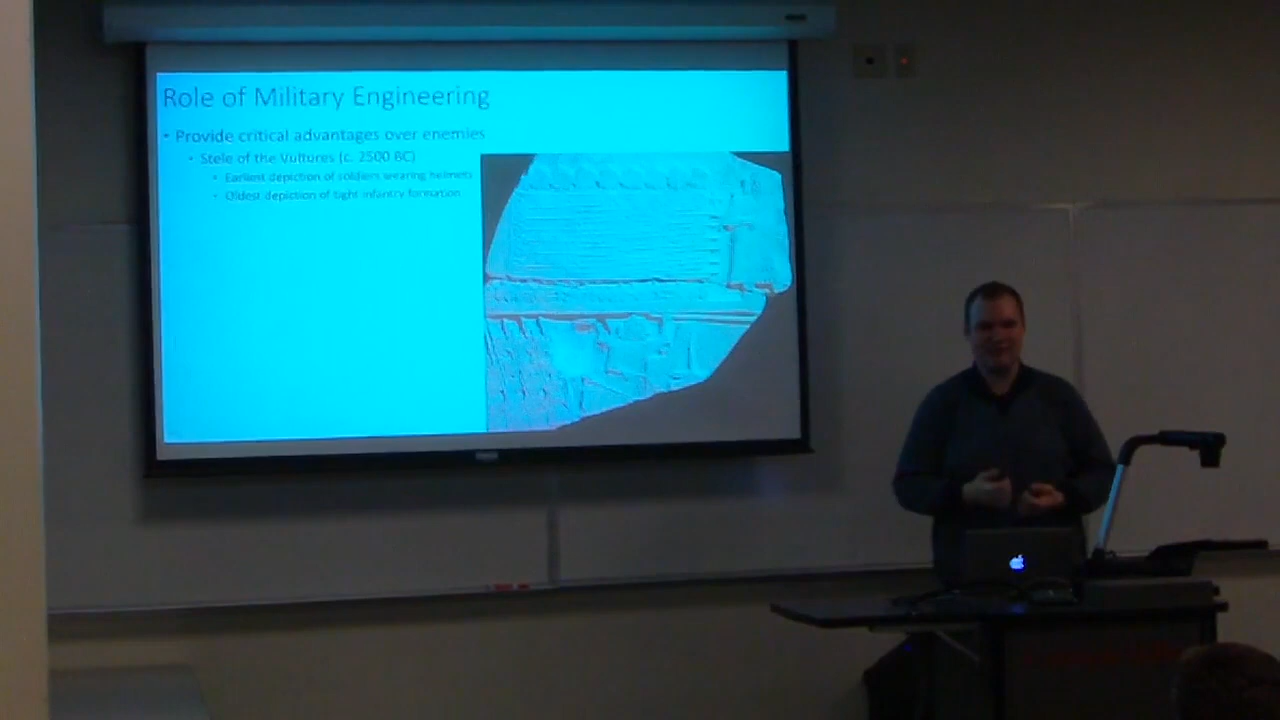 Role of Military Engineering
• Provide critical advantages over enemies
• Stele of the Vultures (c. 2500 BC)
• Earliest depiction of soldiers wearing helmets
• Oldest depiction of tight infantry formation